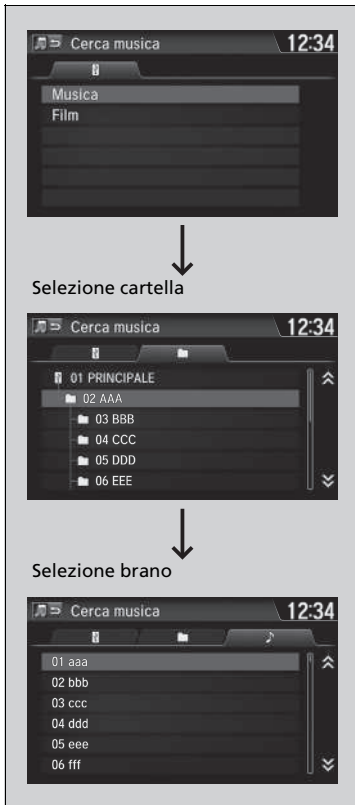 Cerca musica 12:34
Musica
Film
Selezione cartella
Cerca musica 12:34
01 PRINCIPALE
02 AAA
03 BBB
04 CCC
05 DDD
06 EEE
Selezione brano
Cerca musica 12:34
01 aaa
02 bbb
03 ccc
04 ddd
05 eee
06 fff